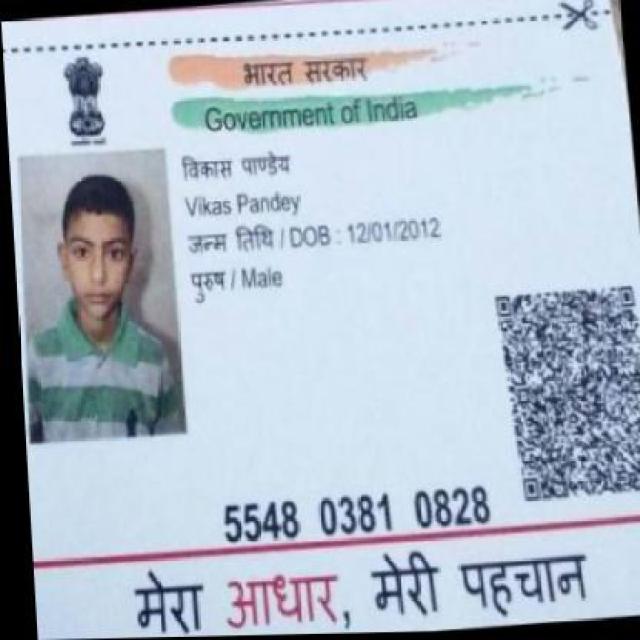 भारत सरकार
Government of India
विकास पाण्डेय
Vikas Pandey
जन्म तिथि / DOB : 12/01/2012
पुरुष / Male
5548 0381 0828
मेरा आधार, मेरी पहचान